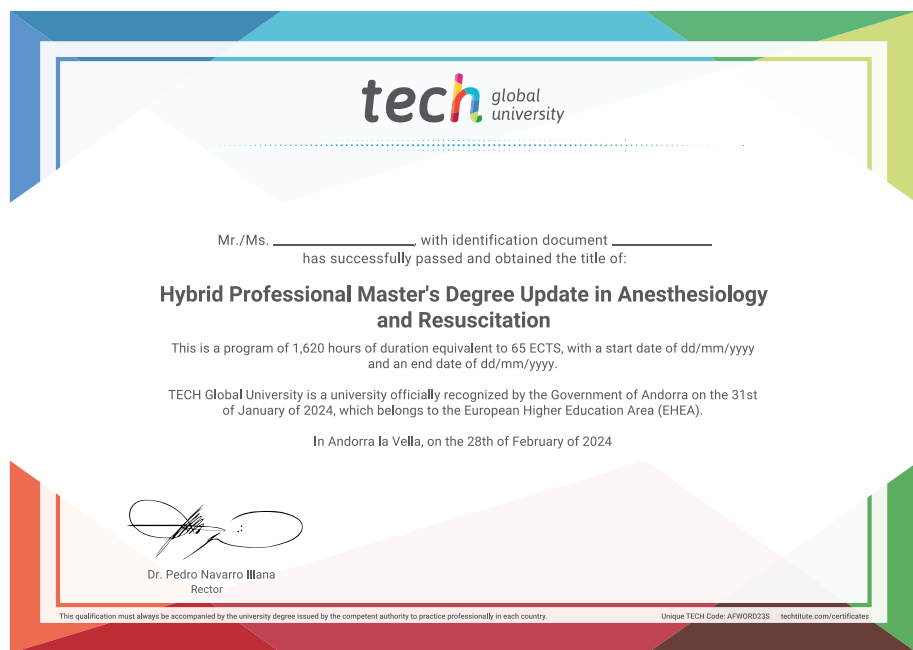 tech global
university
Mr./Ms. ____________, with identification document ____________
has successfully passed and obtained the title of:
Hybrid Professional Master's Degree Update in Anesthesiology
and Resuscitation
This is a program of 1,620 hours of duration equivalent to 65 ECTS, with a start date of dd/mm/yyyy
and an end date of dd/mm/yyyy.
TECH Global University is a university officially recognized by the Government of Andorra on the 31st
of January of 2024, which belongs to the European Higher Education Area (EHEA).
In Andorra la Vella, on the 28th of February of 2024
Dr. Pedro Navarro Illana
Rector
This qualification must always be accompanied by the university degree issued by the competent authority to practice professionally in each country.
Unique TECH Code: AFWORD23S techtitute.com/certificates